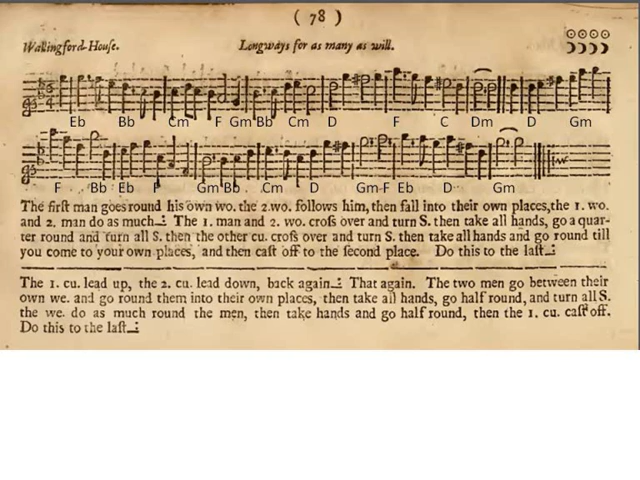 ( 78 )
Wallingford-House.
Longways for as many as will.
Eb Bb Cm F Gm Bb Cm D F C Dm D Gm
F Bb Eb F Gm Bb Cm D Gm-F Eb D Gm
The firſt man goes round his own wo. the 2.wo. follows him, then fall into their own places,the 1. wo.
and 2. man do as much. The 1. man and 2. wo. croſs over and turn S. then take all hands, go a quar-
ter round and turn all S. then the other cu. croſs over and turn S. then take all hands and go round till
you come to your own places, and then caſt off to the ſecond place. Do this to the laſt.
The 1. cu. lead up, the 2. cu. lead down, back again. That again. The two men go between their
own we. and go round them into their own places, then take all hands, go half round, and turn all S.
the we. do as much round the men, then take hands and go half round, then the 1. cu. caſt off.
Do this to the laſt.